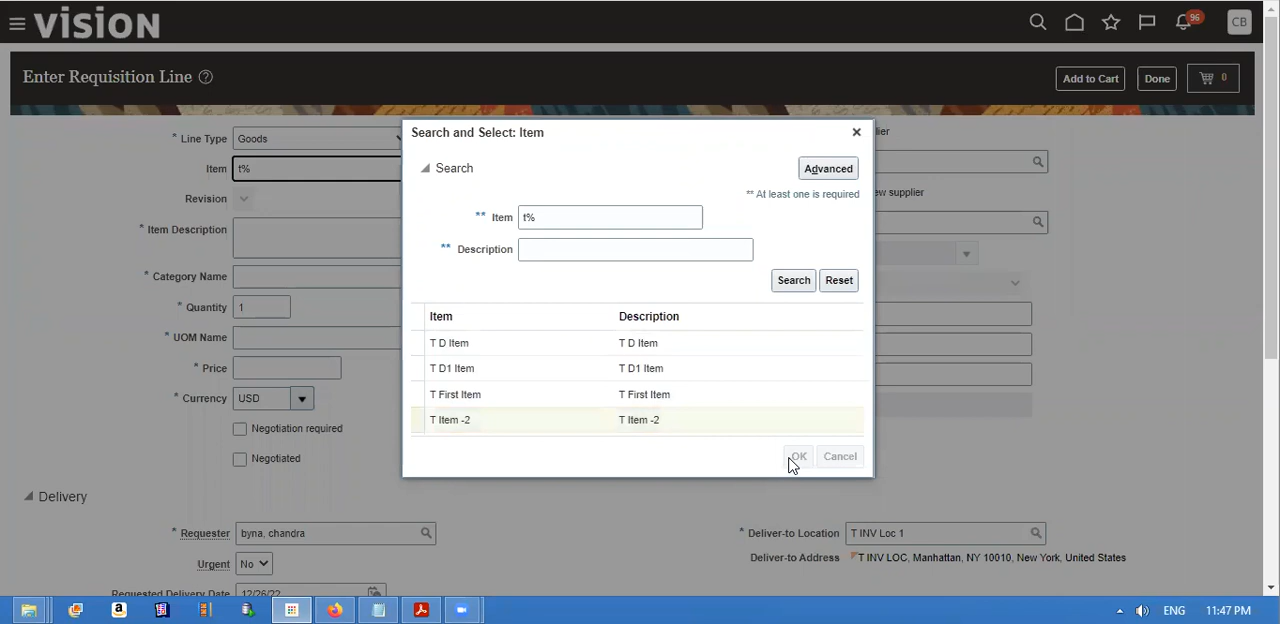 VISION
96
CB
Enter Requisition Line
Add to Cart
Done
0
* Line Type Goods
Item t%
Revision
* Item Description
* Category Name
* Quantity 1
* UOM Name
* Price
* Currency USD
Negotiation required
Negotiated
Search and Select: Item
Search
Advanced
** At least one is required
** Item t%
** Description
Search Reset
Item Description
T D Item T D Item
T D1 Item T D1 Item
T First Item T First Item
T Item -2 T Item -2
OK Cancel
supplier
Delivery
* Requester byna, chandra
Urgent No
Requested Delivery Date 12/26/22
* Deliver-to Location T INV Loc 1
Deliver-to Address T INV LOC, Manhattan, NY 10010, New York, United States
ENG 11:47 PM